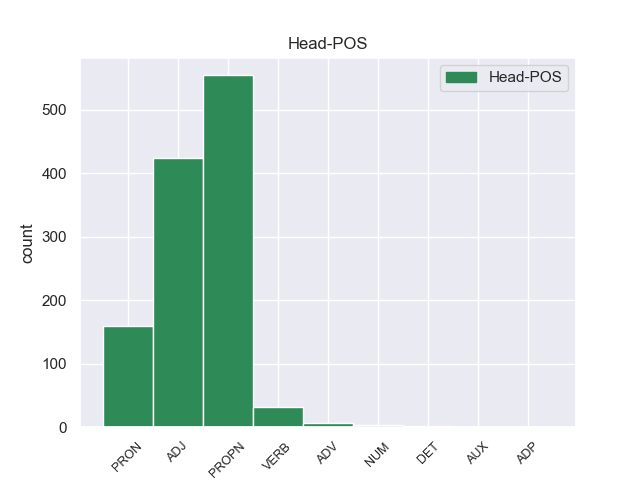 Head-POS
Head-POS
count
500
400
300
200
100
0
PRON
ADJ
PROPN
VERB
ADV
NUM
DET
AUX
ADP